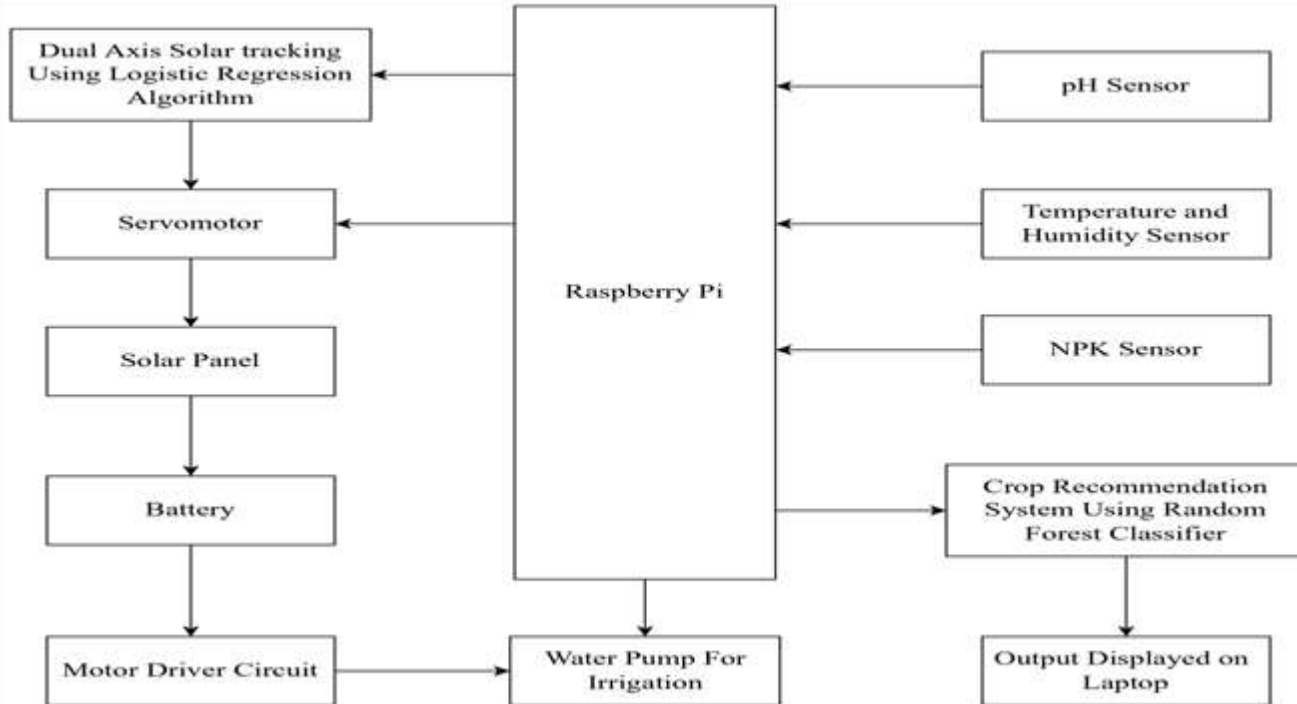 Dual Axis Solar tracking
Using Logistic Regression
Algorithm
Servomotor
Solar Panel
Battery
Motor Driver Circuit
Raspberry Pi
Water Pump For
Irrigation
pH Sensor
Temperature and
Humidity Sensor
NPK Sensor
Crop Recommendation
System Using Random
Forest Classifier
Output Displayed on
Laptop